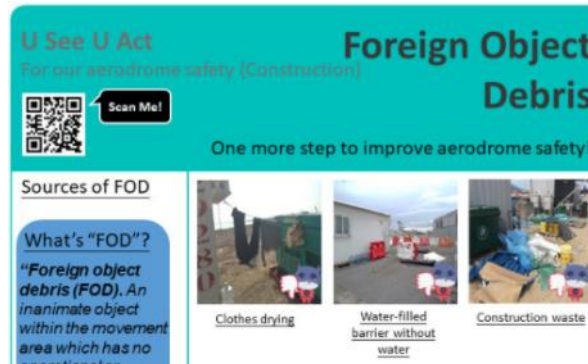 U See U Act
For our aerodrome safety (Construction)
Scan Me!
Foreign Object
Debris
One more step to improve aerodrome safety!
Sources of FOD
What's "FOD"?
"Foreign object
debris (FOD). An
inanimate object
within the movement
area which has no
Clothes drying
Water-filled
barrier without
water
Construction waste